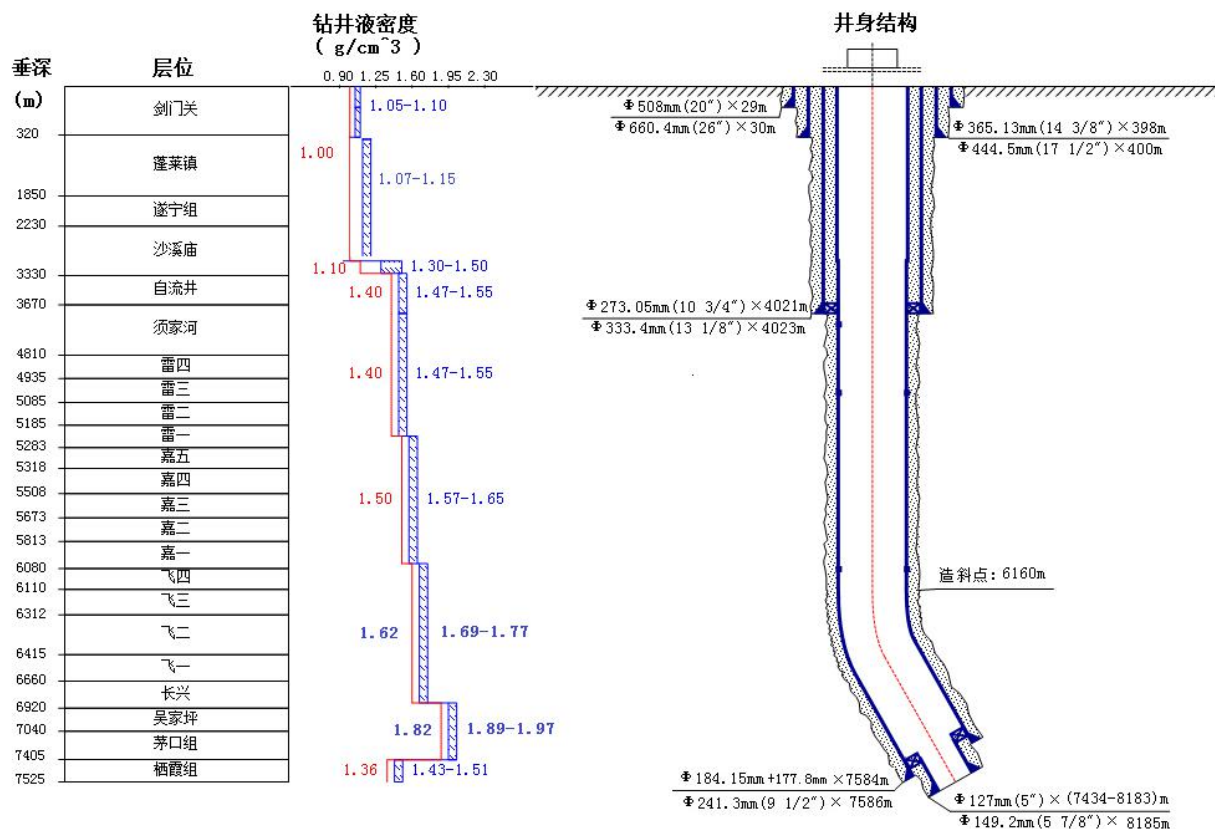 钻井液密度
( g/cm^3 )
井身结构
垂深
(m)
层位
0.90 1.25 1.60 1.95 2.30
剑门关
320
蓬莱镇
1850
遂宁组
2230
沙溪庙
3330
自流井
3670
须家河
4810
雷四
4935
雷三
5085
雷二
5185
雷一
5283
嘉五
5318
嘉四
5508
嘉三
5673
嘉二
5813
嘉一
6080
飞四
6110
飞三
6312
飞二
6415
飞一
6660
长兴
6920
吴家坪
7040
茅口组
7405
栖霞组
7525
1.05-1.10
1.00
1.07-1.15
1.10
1.30-1.50
1.40
1.47-1.55
1.40
1.47-1.55
1.50
1.57-1.65
1.62
1.69-1.77
1.82
1.89-1.97
1.36
1.43-1.51
Φ508mm(20″)×29m
Φ660.4mm(26″)×30m
Φ365.13mm(14 3/8″)×398m
Φ444.5mm(17 1/2″)×400m
Φ273.05mm(10 3/4″)×4021m
Φ333.4mm(13 1/8″)×4023m
造斜点：6160m
Φ184.15mm+177.8mm×7584m
Φ241.3mm(9 1/2″)×7586m
Φ127mm(5″)×(7434-8183)m
Φ149.2mm(5 7/8″)×8185m